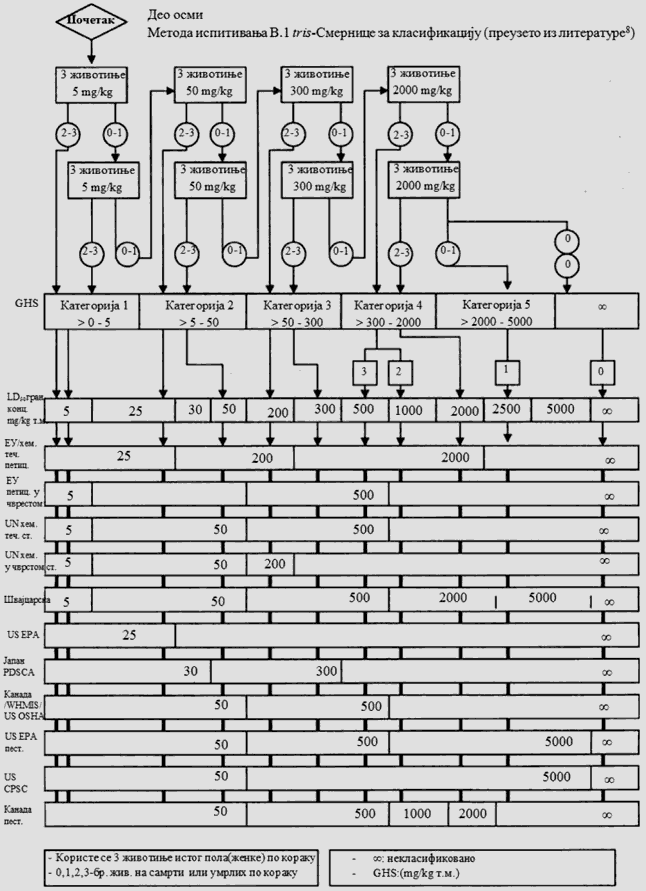 Почетак
Део осми
Метода испитивања В.1 tris-Смернице за класификацију (преузето из литературе⁸)
3 животиње 3 животиње 3 животиње 3 животиње
5 mg/kg 50 mg/kg 300 mg/kg 2000 mg/kg
2-3 0-1 2-3 0-1 2-3 0-1 2-3 0-1
3 животиње 3 животиње 3 животиње 3 животиње
5 mg/kg 50 mg/kg 300 mg/kg 2000 mg/kg
2-3 0-1 2-3 0-1 2-3 0-1 2-3 0-1 0
0
GHS Категорија 1 Категорија 2 Категорија 3 Категорија 4 Категорија 5 ∞
> 0 - 5 > 5 - 50 > 50 - 300 > 300 - 2000 > 2000 - 5000
3 2 1 0
LD₅₀ гран.
конц.
mg/kg т.м. 5 25 30 50 200 300 500 1000 2000 2500 5000 ∞
ЕУ/хем.
теч.
пепиц. 25 200 2000 ∞
ЕУ
пепиц. у
чврстом 5 500 ∞
UN хем.
теч. ст. 5 50 500 ∞
UN хем.
у чврстом ст. 5 50 200 ∞
Швајцарска 5 50 500 2000 5000 ∞
US EPA 25 ∞
Јапан
PDSCA 30 300 ∞
Канада
/WHMIS/
US OSHA 50 500 ∞
US EPA
пест. 50 500 5000 ∞
US
CPSC 50 5000 ∞
Канада
пест. 50 500 1000 2000 ∞
- Користе се 3 животиње истог пола(женке) по кораку
- 0,1,2,3-бр. жив. на самрти или умрлих по кораку
- ∞: некласификовано
- GHS:(mg/kg т.м.)